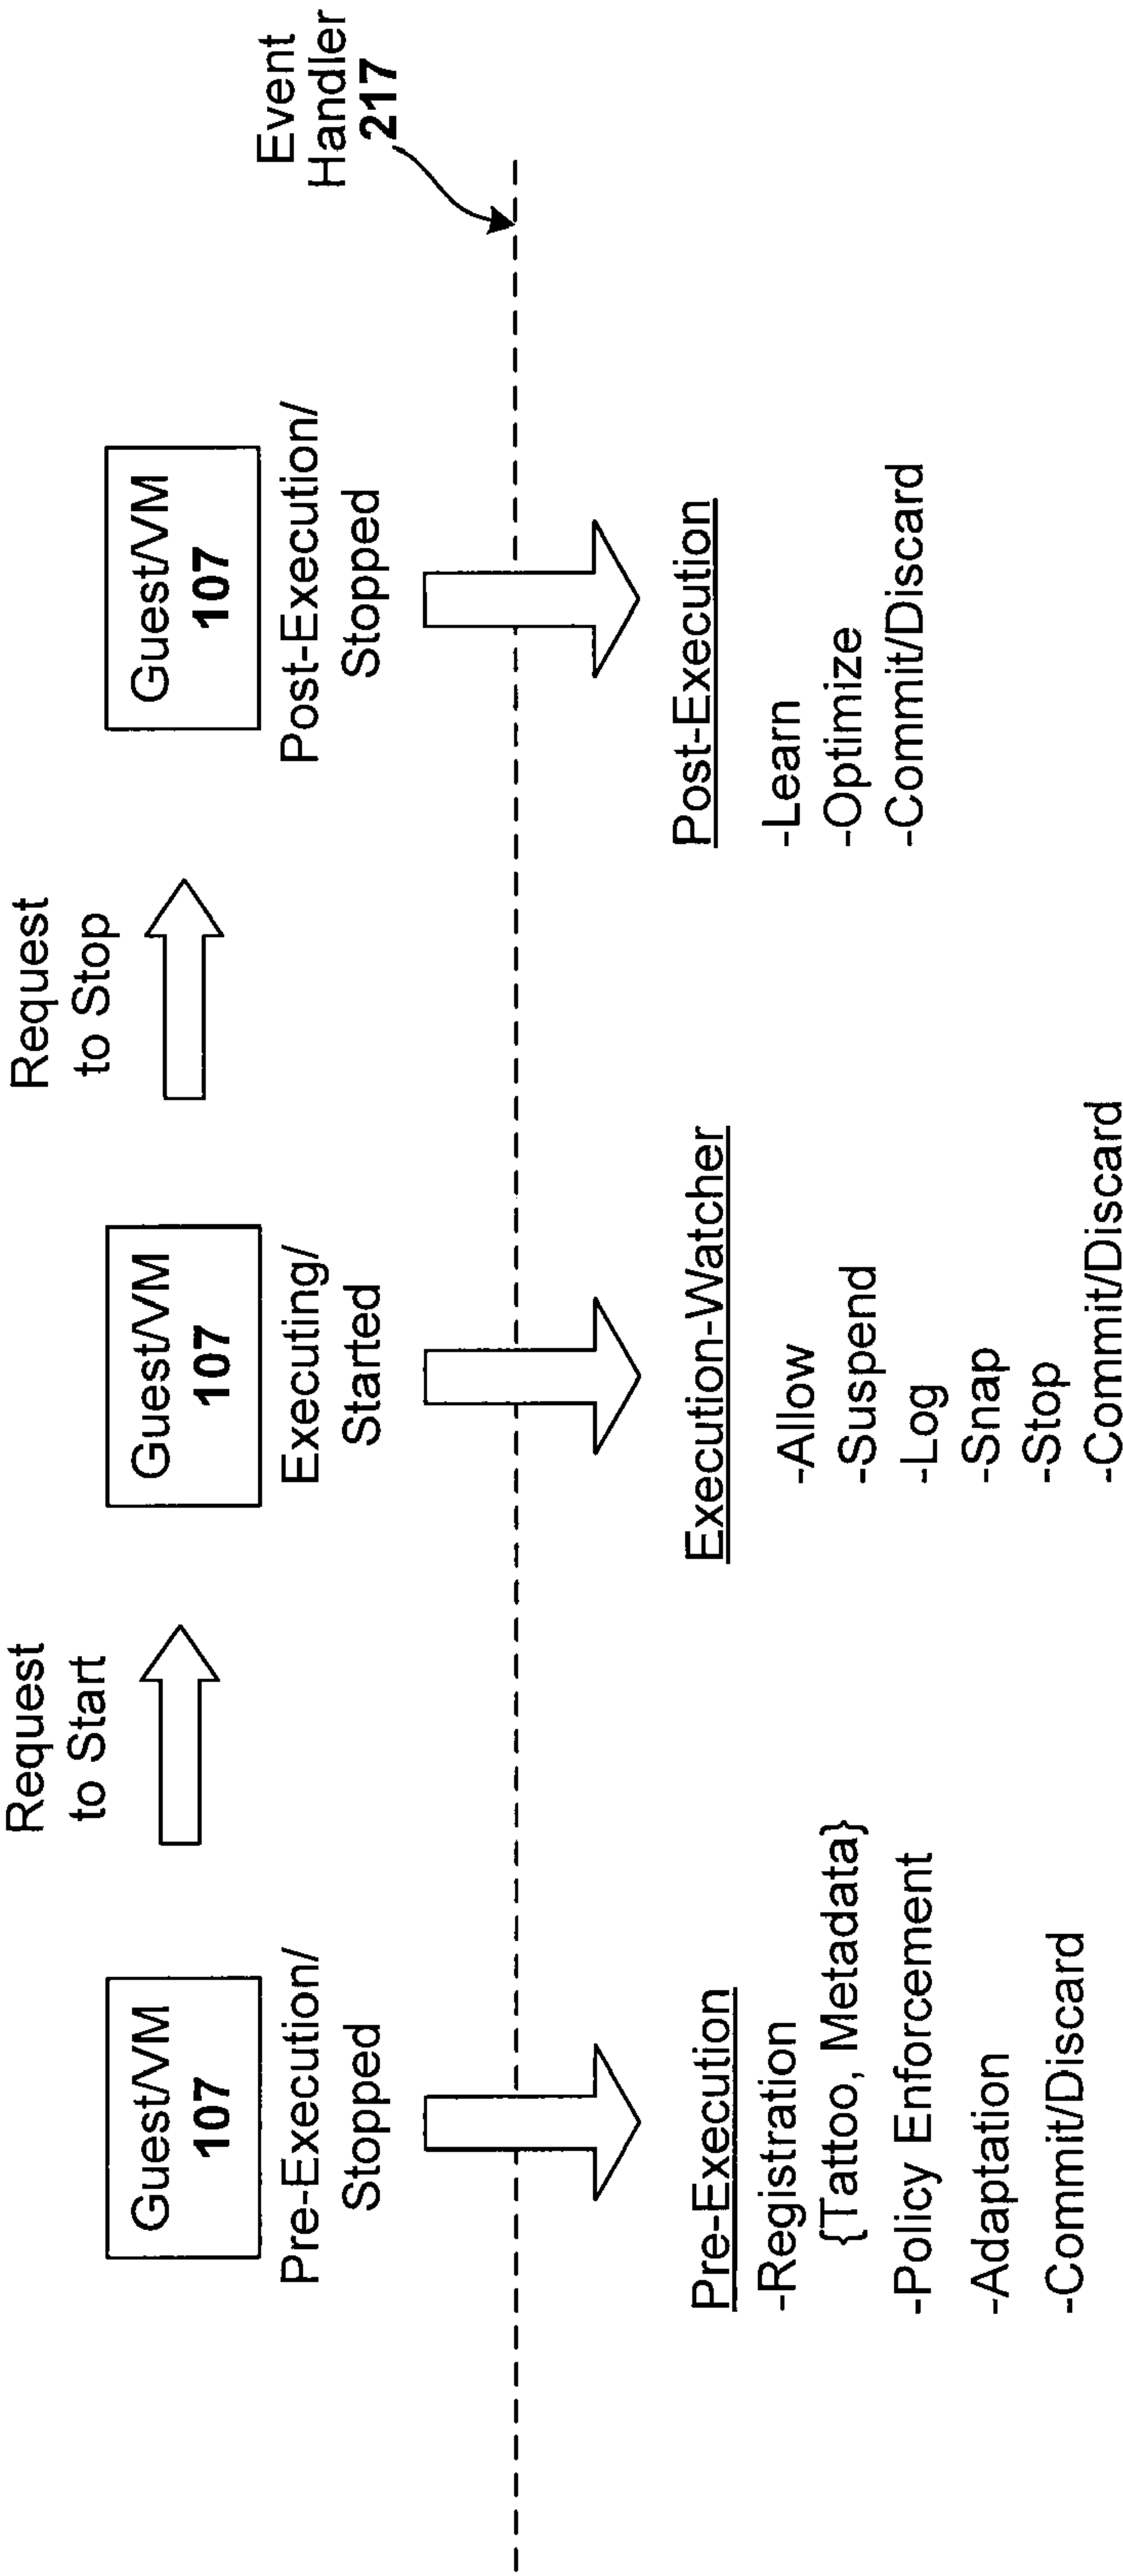 Request
to Start
Request
to Stop
Guest/VM
107
Pre-Execution/
Stopped
Guest/VM
107
Executing/
Started
Guest/VM
107
Post-Execution/
Stopped
Event
Handler
217
Pre-Execution
-Registration
{Tattoo, Metadata}
-Policy Enforcement
-Adaptation
-Commit/Discard
Execution-Watcher
-Allow
-Suspend
-Log
-Snap
-Stop
-Commit/Discard
Post-Execution
-Learn
-Optimize
-Commit/Discard